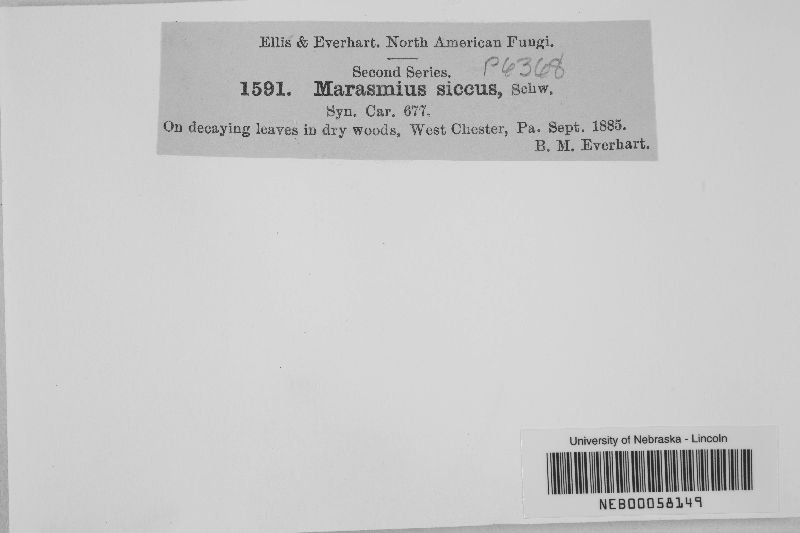 Ellis & Everhart. North American Fungi.
Second Series.
P6368
1591. Marasmius siccus, Schw.
Syn. Car. 677.
On decaying leaves in dry woods, West Chester, Pa. Sept. 1885.
B. M. Everhart.
University of Nebraska - Lincoln
NEB00058149